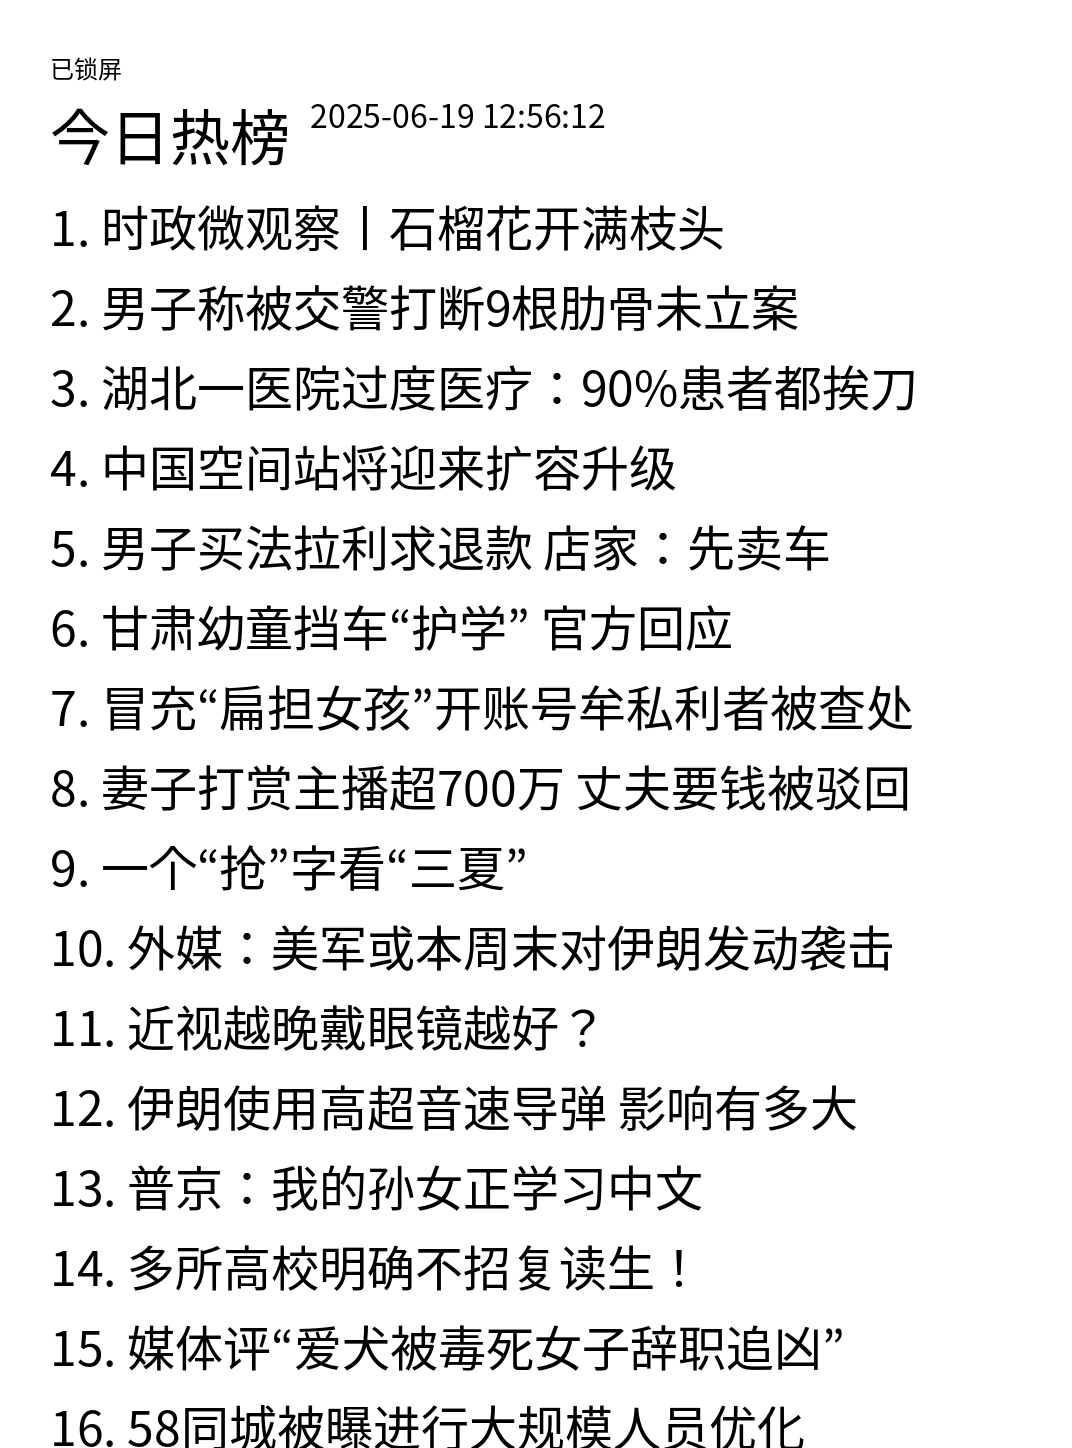 已锁屏
今日热榜 2025-06-19 12:56:12
1. 时政微观察丨石榴花开满枝头
2. 男子称被交警打断9根肋骨未立案
3. 湖北一医院过度医疗：90%患者都挨刀
4. 中国空间站将迎来扩容升级
5. 男子买法拉利求退款 店家：先卖车
6. 甘肃幼童挡车“护学” 官方回应
7. 冒充“扁担女孩”开账号牟私利者被查处
8. 妻子打赏主播超700万 丈夫要钱被驳回
9. 一个“抢”字看“三夏”
10. 外媒：美军或本周末对伊朗发动袭击
11. 近视越晚戴眼镜越好？
12. 伊朗使用高超音速导弹 影响有多大
13. 普京：我的孙女正学习中文
14. 多所高校明确不招复读生！
15. 媒体评“爱犬被毒死女子辞职追凶”
16. 58同城被曝进行大规模人员优化